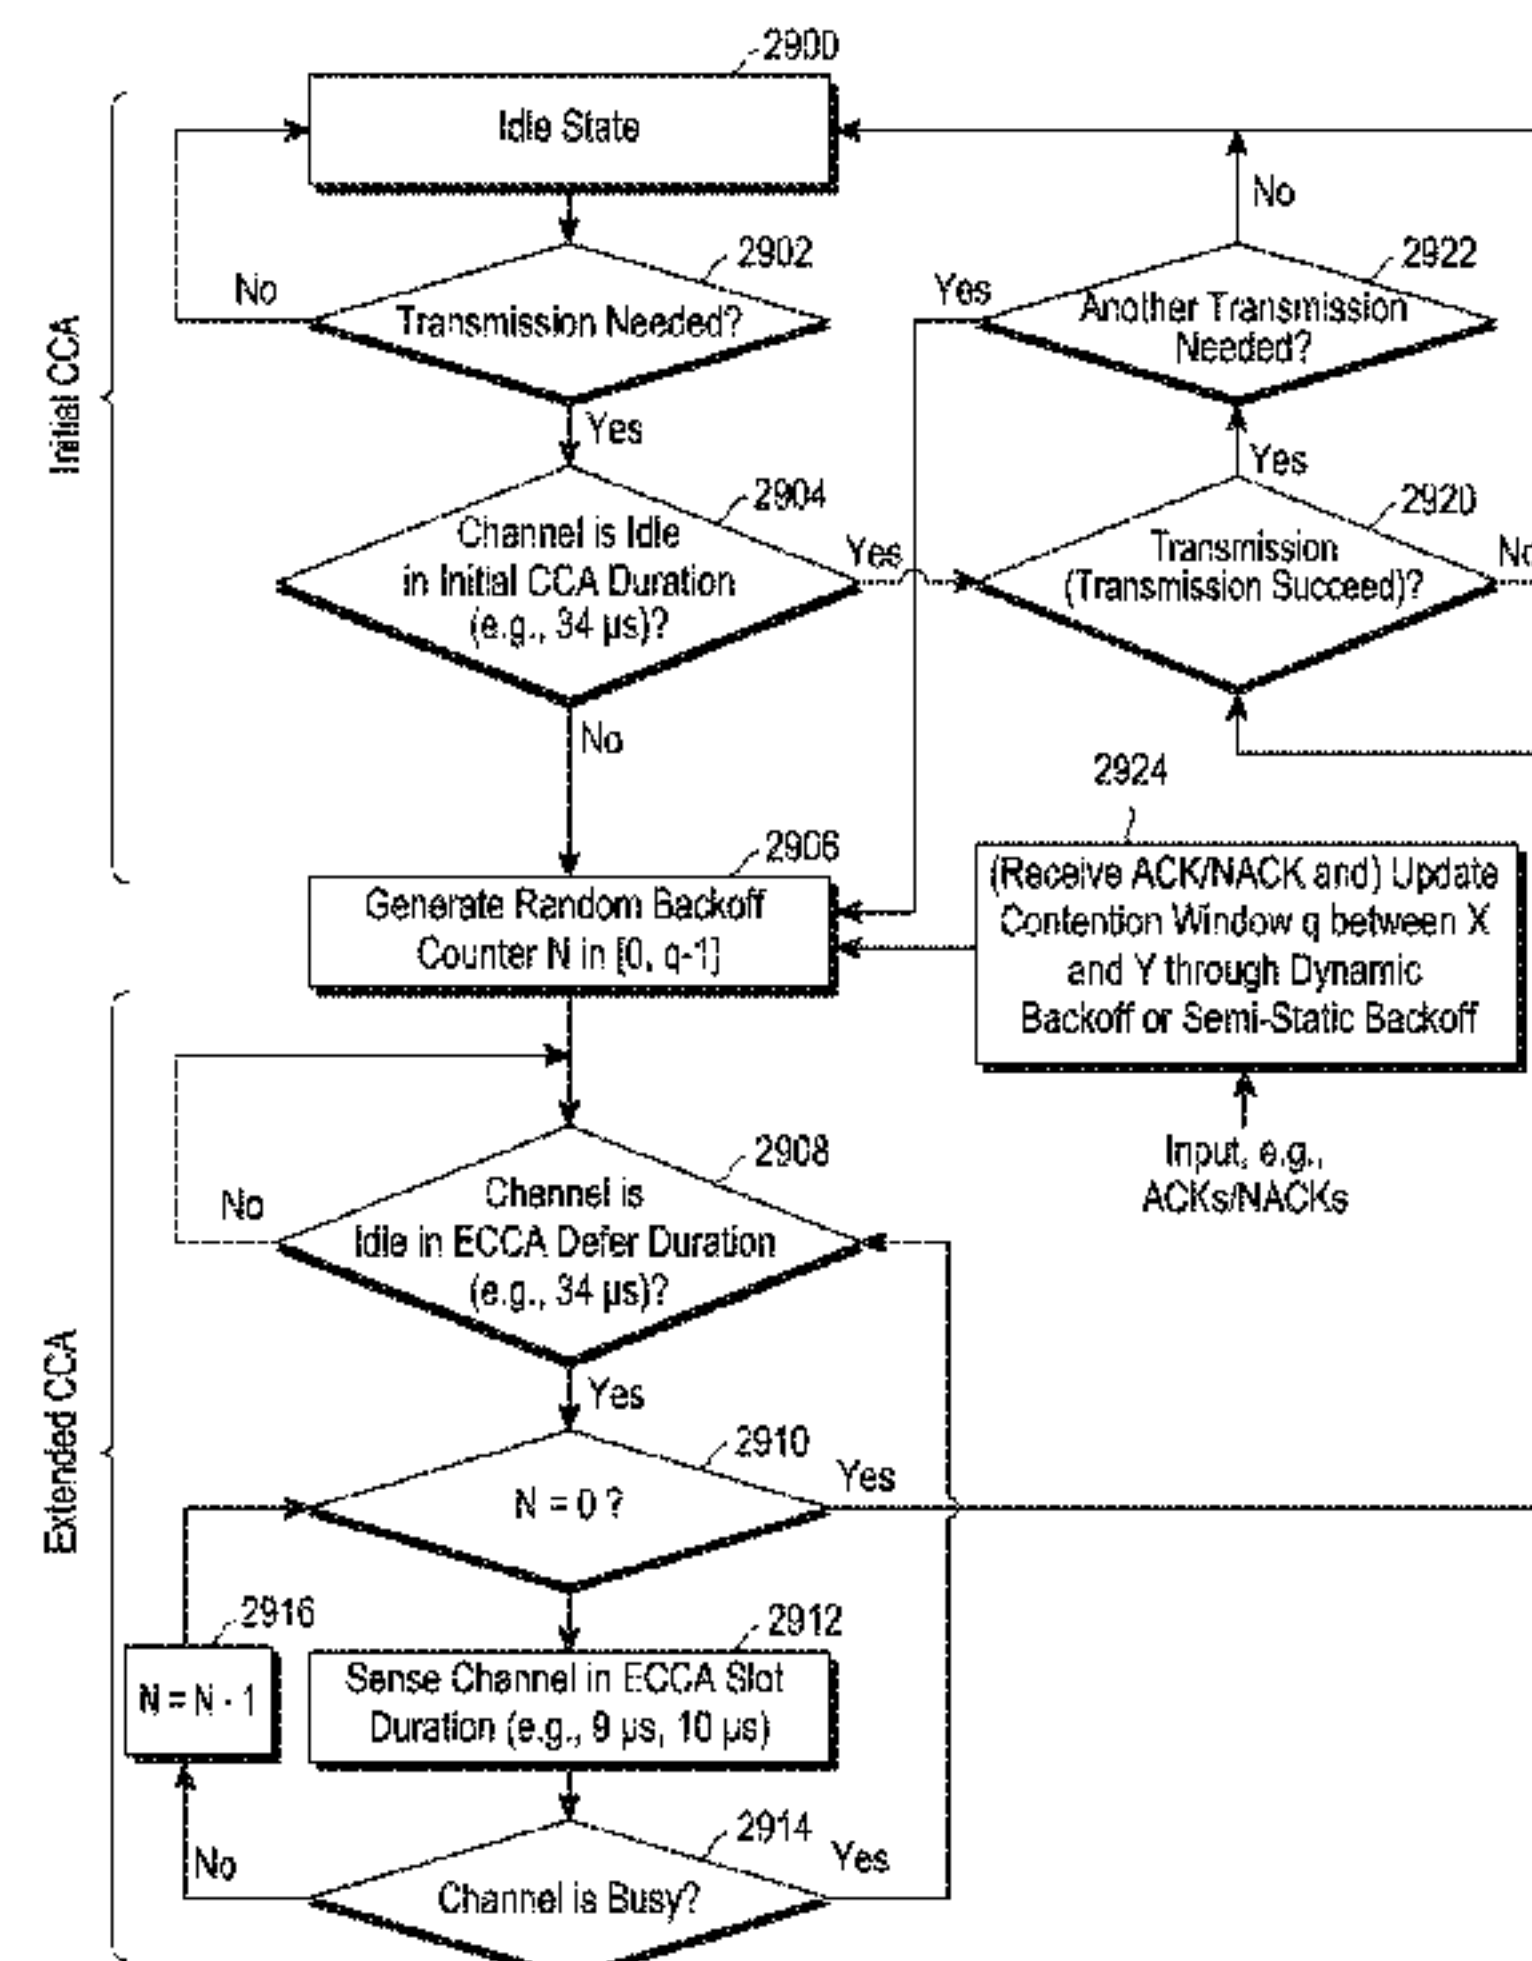 2900
Idle State
No
2902
Transmission Needed?
Yes
2904
Channel is Idle
in Initial CCA Duration
(e.g., 34 µs)?
Yes
No
Initial CCA
No
2922
Yes
Another Transmission
Needed?
Yes
2920
Transmission
(Transmission Succeed)?
No
2906
Generate Random Backoff
Counter N in [0, q-1]
2924
(Receive ACK/NACK and) Update
Contention Window q between X
and Y through Dynamic
Backoff or Semi-Static Backoff
Input, e.g.,
ACKs/NACKs
Extended CCA
2908
Channel is
Idle in ECCA Defer Duration
(e.g., 34 µs)?
No
Yes
2910
N = 0 ?
Yes
2916
N = N - 1
2912
Sense Channel in ECCA Slot
Duration (e.g., 9 µs, 10 µs)
2914
Channel is Busy?
No
Yes